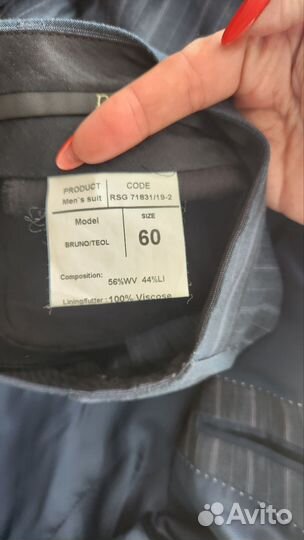 PRODUCT CODE
Men's suit RSG 71831/19-2
Model SIZE
BRUNO/TEOL 60
Composition:
56%WV 44%LI
Lining/futter: 100% Viscose
Avito